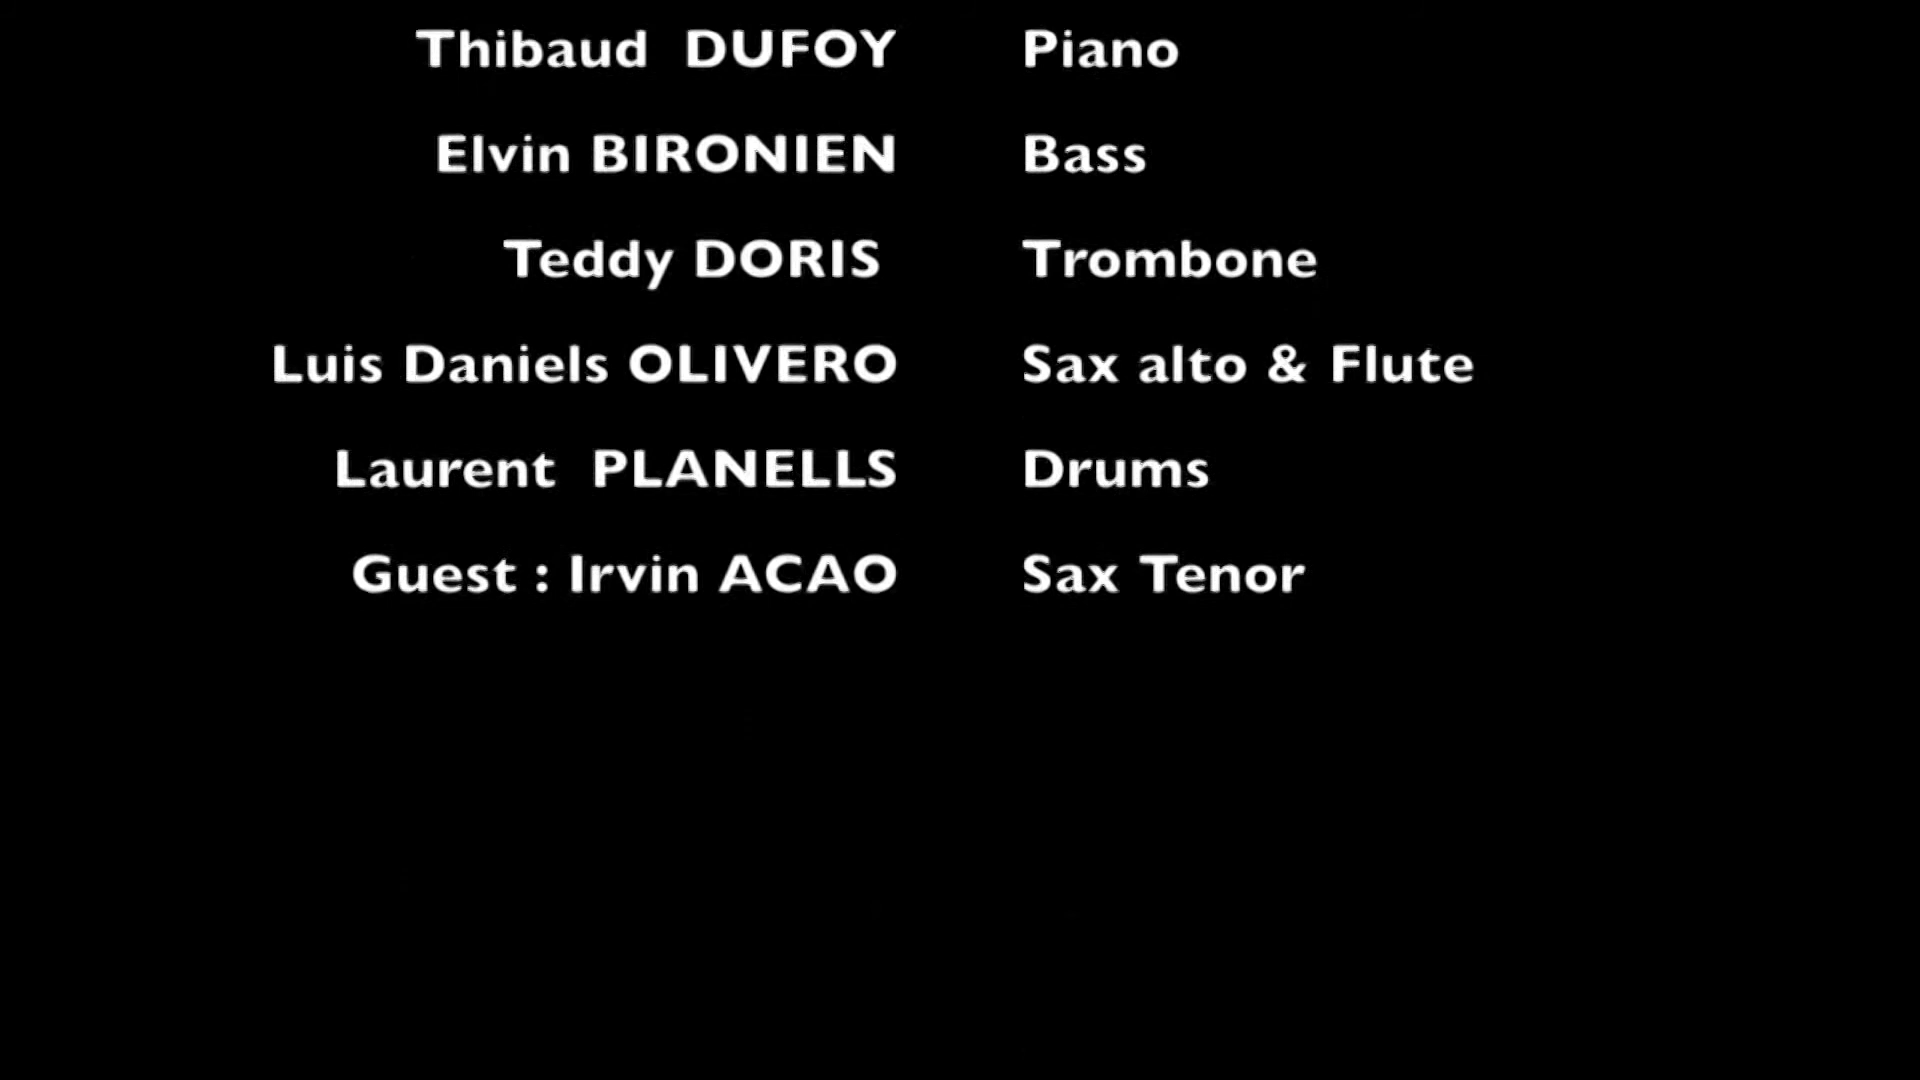 Thibaud DUFOY Piano
Elvin BIRONIEN Bass
Teddy DORIS Trombone
Luis Daniels OLIVERO Sax alto & Flute
Laurent PLANELLS Drums
Guest : Irvin ACAO Sax Tenor